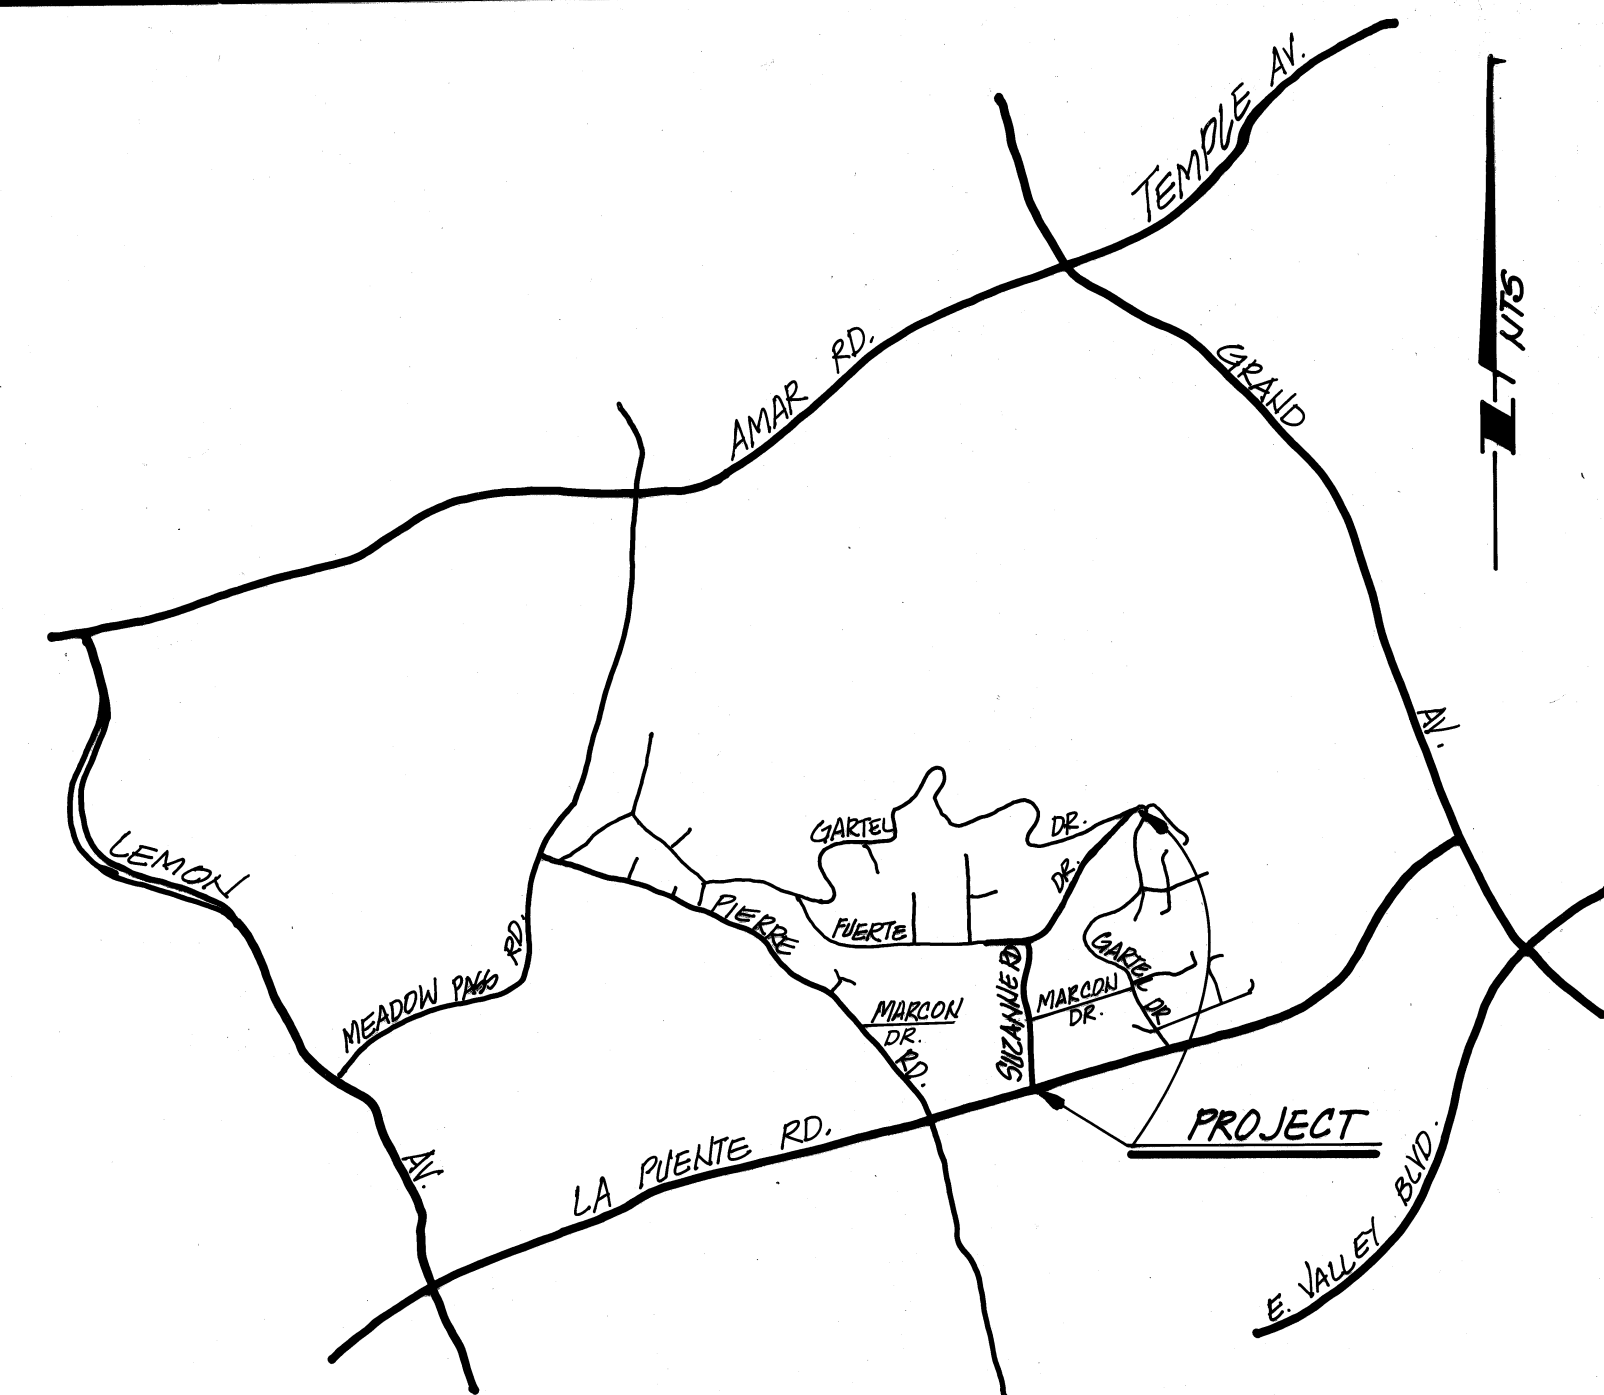 TEMPLE AV.
NTS
AMAR RD.
GRAND
AV.
GARTEL
DR.
DR.
LEMON
PIERRE
FUERTE
RD.
GARTEL
DR
MEADOW PASS
SUZANNE RD
MARCON
DR.
MARCON
DR.
RD.
PROJECT
LA PUENTE RD.
AV.
E. VALLEY BLVD.